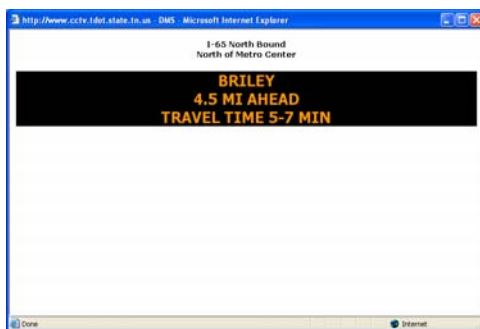 http://www.cctv.tdot.state.tn.us - DMS - Microsoft Internet Explorer
I-65 North Bound
North of Metro Center
BRILEY
4.5 MI AHEAD
TRAVEL TIME 5-7 MIN
Done
Internet